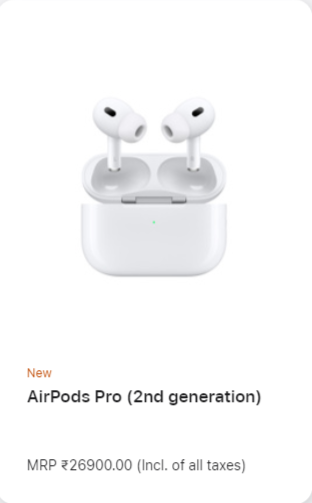 New
AirPods Pro (2nd generation)
MRP ₹26900.00 (Incl. of all taxes)